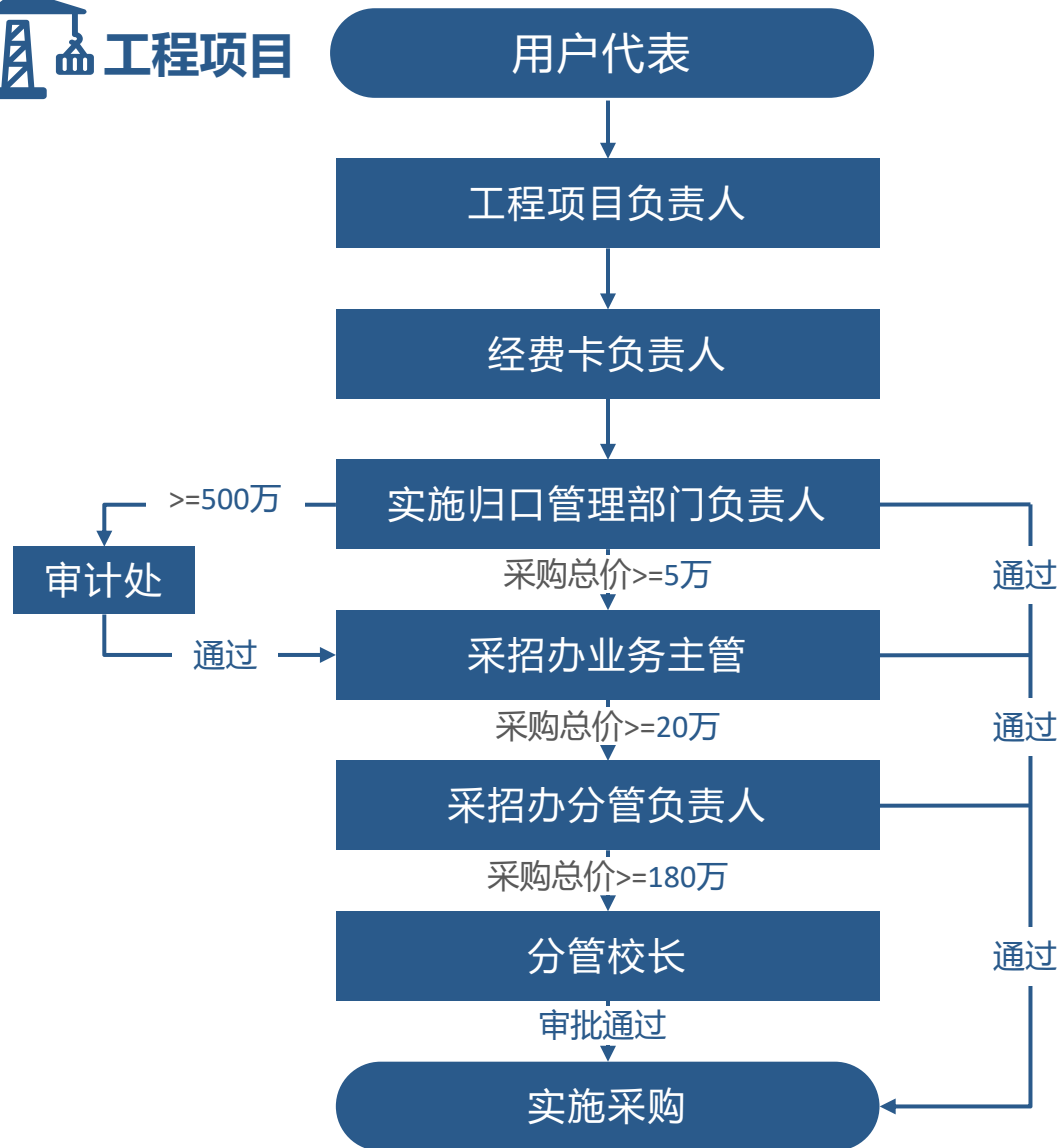 工程项目
用户代表
工程项目负责人
经费卡负责人
>=500万
实施归口管理部门负责人
审计处
采购总价>=5万
通过
通过
采招办业务主管
采购总价>=20万
通过
采招办分管负责人
采购总价>=180万
分管校长
通过
审批通过
实施采购